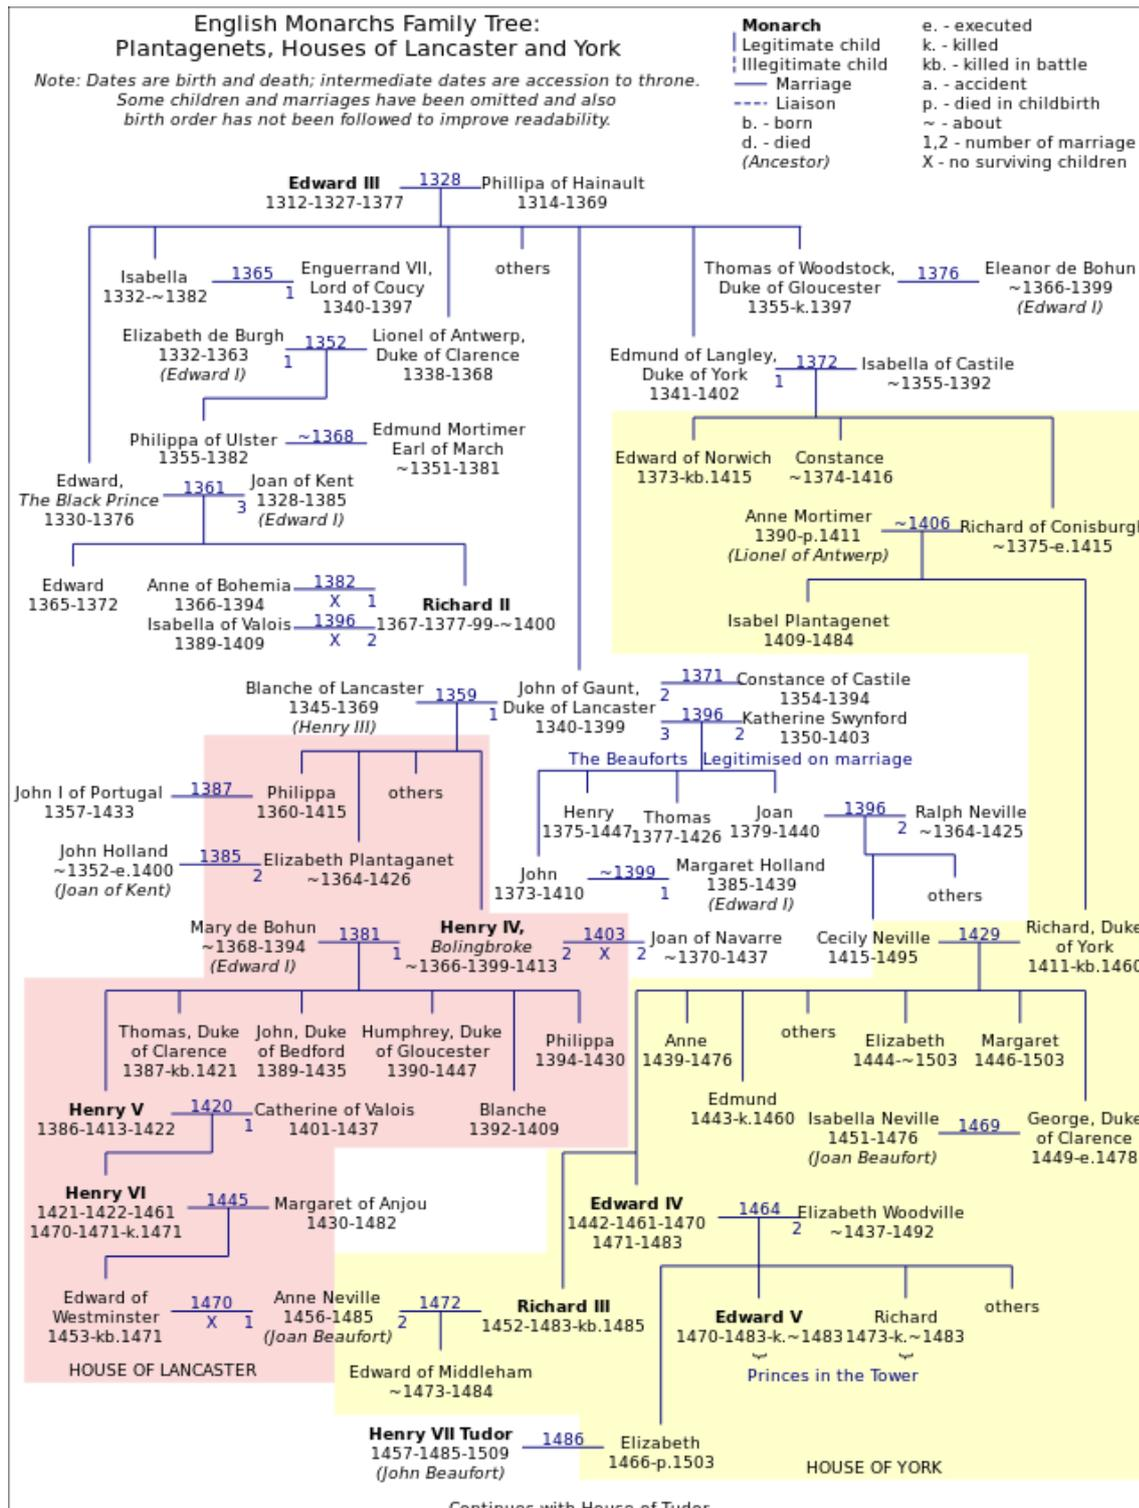 English Monarchs Family Tree:
Plantagenets, Houses of Lancaster and York
Note: Dates are birth and death; intermediate dates are accession to throne.
Some children and marriages have been omitted and also
birth order has not been followed to improve readability.
Monarch
Legitimate child
Illegitimate child
Marriage
Liaison
b. - born
d. - died
(Ancestor)
e. - executed
k. - killed
kb. - killed in battle
a. - accident
p. - died in childbirth
~ - about
1,2 - number of marriage
X - no surviving children
Edward III
1312-1327-1377
1328
Phillipa of Hainault
1314-1369
Isabella
1332-~1382
1365
1
Enguerrand VII,
Lord of Coucy
1340-1397
others
Thomas of Woodstock,
Duke of Gloucester
1355-k.1397
1376
Eleanor de Bohun
~1366-1399
(Edward I)
Elizabeth de Burgh
1332-1363
(Edward I)
1352
1
Lionel of Antwerp,
Duke of Clarence
1338-1368
Edmund of Langley,
Duke of York
1341-1402
1372
1
Isabella of Castile
~1355-1392
Philippa of Ulster
1355-1382
~1368
Edmund Mortimer
Earl of March
~1351-1381
Edward of Norwich
1373-kb.1415
Constance
~1374-1416
Edward,
The Black Prince
1330-1376
1361
3
Joan of Kent
1328-1385
(Edward I)
Anne Mortimer
1390-p.1411
(Lionel of Antwerp)
~1406
Richard of Conisburgh
~1375-e.1415
Edward
1365-1372
Anne of Bohemia
1366-1394
1382
X 1
Isabella of Valois
1389-1409
1396
X 2
Richard II
1367-1377-99-~1400
Isabel Plantagenet
1409-1484
Blanche of Lancaster
1345-1369
(Henry III)
1359
1
John of Gaunt,
Duke of Lancaster
1340-1399
1371
2
Constance of Castile
1354-1394
1396
3 2
Katherine Swynford
1350-1403
The Beauforts Legitimised on marriage
John I of Portugal
1357-1433
1387
Philippa
1360-1415
others
Henry
1375-1447
Thomas
1377-1426
Joan
1379-1440
1396
2
Ralph Neville
~1364-1425
John Holland
~1352-e.1400
(Joan of Kent)
1385
2
Elizabeth Plantaganet
~1364-1426
John
1373-1410
~1399
1
Margaret Holland
1385-1439
(Edward I)
others
Mary de Bohun
~1368-1394
(Edward I)
1381
1
Henry IV,
Bolingbroke
~1366-1399-1413
1403
2 X 2
Joan of Navarre
~1370-1437
Cecily Neville
1415-1495
1429
Richard, Duke
of York
1411-kb.1460
Thomas, Duke
of Clarence
1387-kb.1421
John, Duke
of Bedford
1389-1435
Humphrey, Duke
of Gloucester
1390-1447
Philippa
1394-1430
Anne
1439-1476
others
Elizabeth
1444-~1503
Margaret
1446-1503
Henry V
1386-1413-1422
1420
1
Catherine of Valois
1401-1437
Blanche
1392-1409
Edmund
1443-k.1460
Isabella Neville
1451-1476
(Joan Beaufort)
1469
George, Duke
of Clarence
1449-e.1478
Henry VI
1421-1422-1461
1470-1471-k.1471
1445
Margaret of Anjou
1430-1482
Edward IV
1442-1461-1470
1471-1483
1464
2
Elizabeth Woodville
~1437-1492
Edward of
Westminster
1453-kb.1471
1470
X 1
Anne Neville
1456-1485
(Joan Beaufort)
1472
2
Richard III
1452-1483-kb.1485
Edward V
1470-1483-k.~1483
Richard
1473-k.~1483
others
Princes in the Tower
HOUSE OF LANCASTER
Edward of Middleham
~1473-1484
Henry VII Tudor
1457-1485-1509
(John Beaufort)
1486
Elizabeth
1466-p.1503
HOUSE OF YORK
Continues with House of Tudor